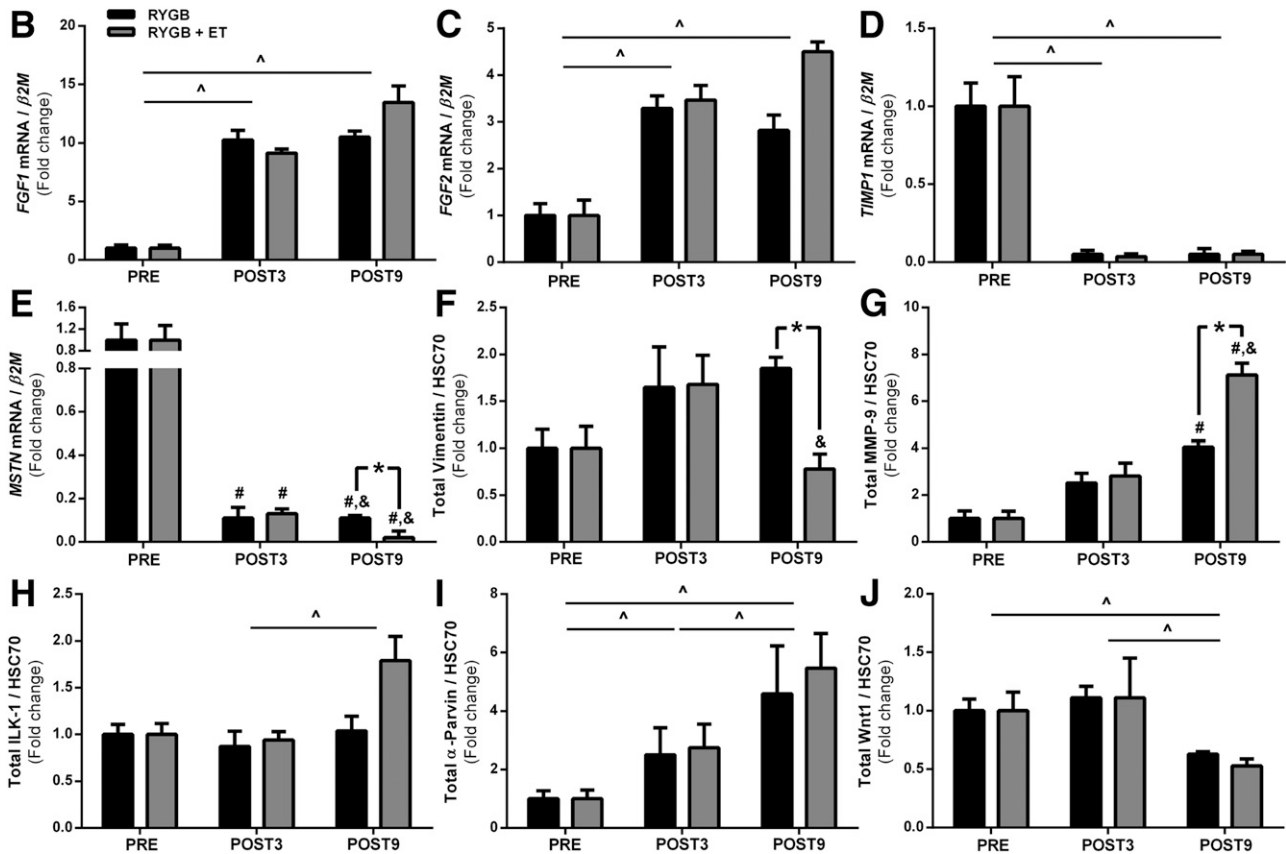 B
RYGB
RYGB + ET
FGF1 mRNA / β2M
(Fold change)
20
15
10
5
0
^
^
PRE
POST3
POST9
C
FGF2 mRNA / β2M
(Fold change)
5
4
3
2
1
0
^
^
PRE
POST3
POST9
D
TIMP1 mRNA / β2M
(Fold change)
1.5
1.0
0.5
0.0
^
^
PRE
POST3
POST9
E
MSTN mRNA / β2M
(Fold change)
1.6
1.4
1.2
1.0
0.8
0.8
0.6
0.4
0.2
0.0
#
#
#,&
*
#,&
PRE
POST3
POST9
F
Total Vimentin / HSC70
(Fold change)
2.5
2.0
1.5
1.0
0.5
0.0
*
&
PRE
POST3
POST9
G
Total MMP-9 / HSC70
(Fold change)
10
8
6
4
2
0
*
#,&
#
PRE
POST3
POST9
H
Total ILK-1 / HSC70
(Fold change)
2.5
2.0
1.5
1.0
0.5
0.0
^
PRE
POST3
POST9
I
Total α-Parvin / HSC70
(Fold change)
8
6
4
2
0
^
^
^
PRE
POST3
POST9
J
Total Wnt1 / HSC70
(Fold change)
2.0
1.5
1.0
0.5
0.0
^
^
PRE
POST3
POST9